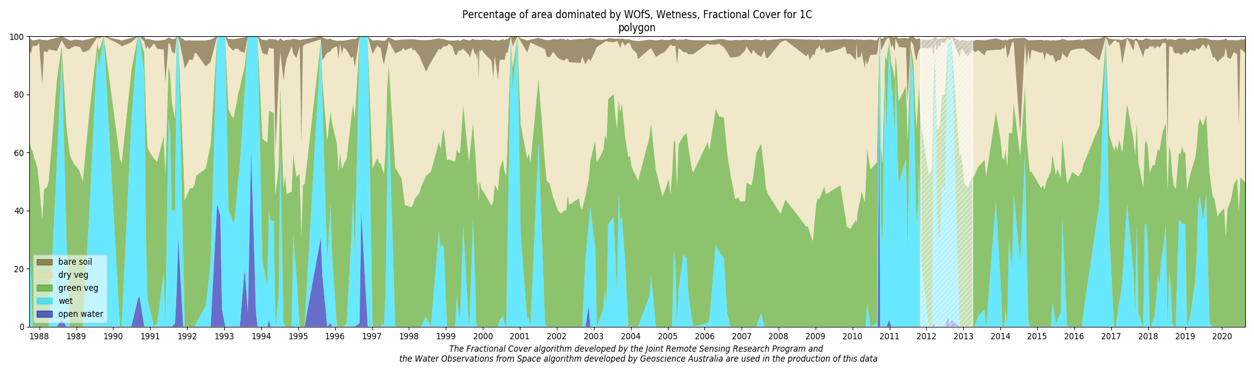 Percentage of area dominated by WOfS, Wetness, Fractional Cover for 1C
polygon
100
80
60
40
20
0
bare soil
dry veg
green veg
wet
open water
1988 1989 1990 1991 1992 1993 1994 1995 1996 1997 1998 1999 2000 2001 2002 2003 2004 2005 2006 2007 2008 2009 2010 2011 2012 2013 2014 2015 2016 2017 2018 2019 2020
The Fractional Cover algorithm developed by the Joint Remote Sensing Research Program and
the Water Observations from Space algorithm developed by Geoscience Australia are used in the production of this data